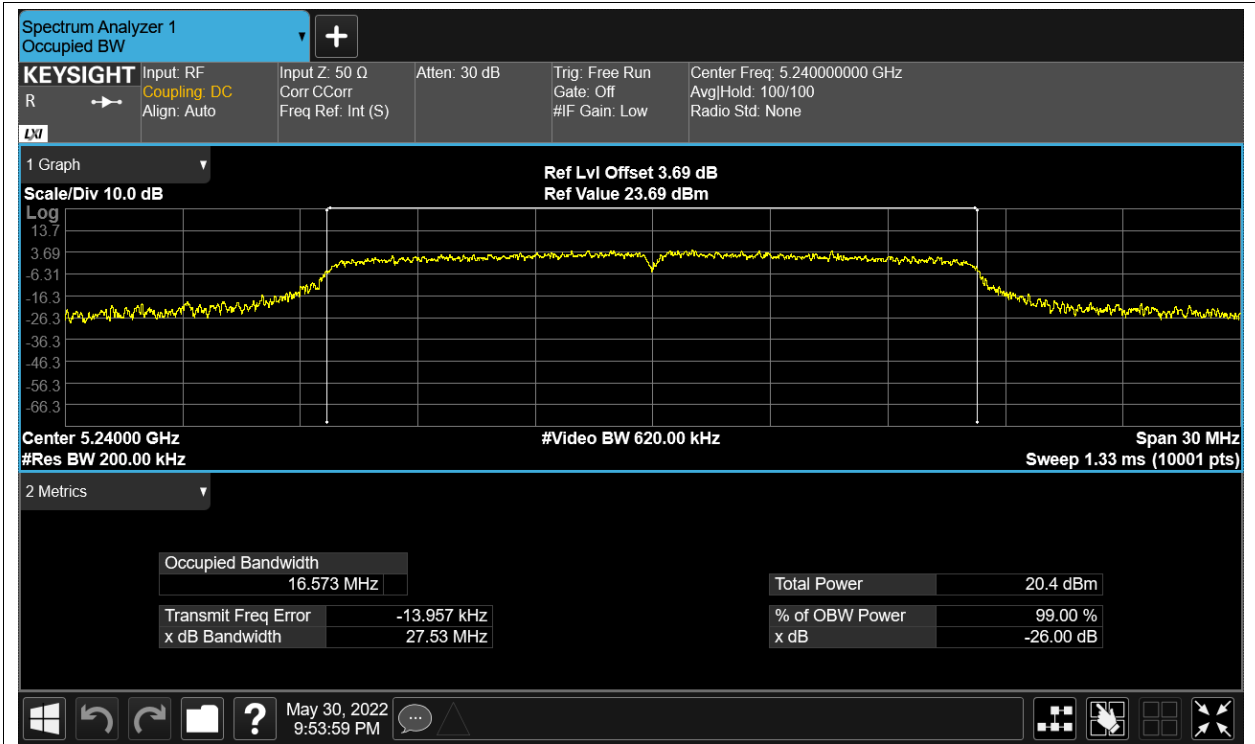 Spectrum Analyzer 1
Occupied BW
KEYSIGHT
R
LXI
Input: RF
Coupling: DC
Align: Auto
Input Z: 50 Ω
Corr CCorr
Freq Ref: Int (S)
Atten: 30 dB
Trig: Free Run
Gate: Off
#IF Gain: Low
Center Freq: 5.240000000 GHz
Avg|Hold: 100/100
Radio Std: None
1 Graph
Scale/Div 10.0 dB
Ref Lvl Offset 3.69 dB
Ref Value 23.69 dBm
Log
13.7
3.69
-6.31
-16.3
-26.3
-36.3
-46.3
-56.3
-66.3
Center 5.24000 GHz
#Video BW 620.00 kHz
Span 30 MHz
#Res BW 200.00 kHz
Sweep 1.33 ms (10001 pts)
2 Metrics
Occupied Bandwidth
16.573 MHz
Total Power 20.4 dBm
Transmit Freq Error -13.957 kHz
% of OBW Power 99.00 %
x dB Bandwidth 27.53 MHz
x dB -26.00 dB
?
May 30, 2022
9:53:59 PM